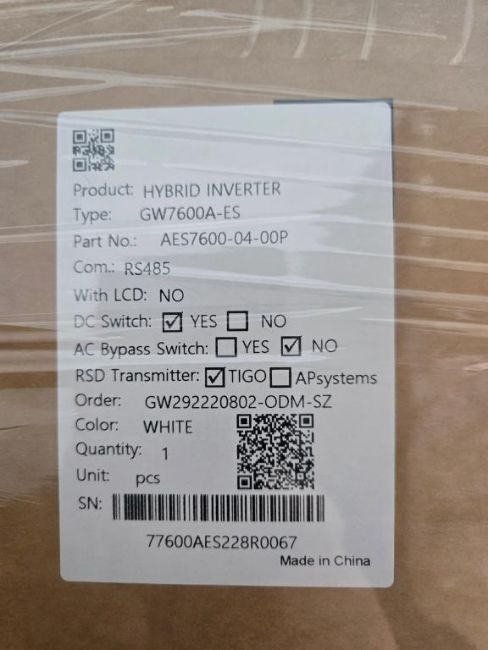 Product: HYBRID INVERTER
Type: GW7600A-ES
Part No.: AES7600-04-00P
Com.: RS485
With LCD: NO
DC Switch: ☑ YES ☐ NO
AC Bypass Switch: ☐ YES ☑ NO
RSD Transmitter: ☑ TIGO ☐ APsystems
Order: GW292220802-ODM-SZ
Color: WHITE
Quantity: 1
Unit: pcs
SN:
77600AES228R0067
Made in China